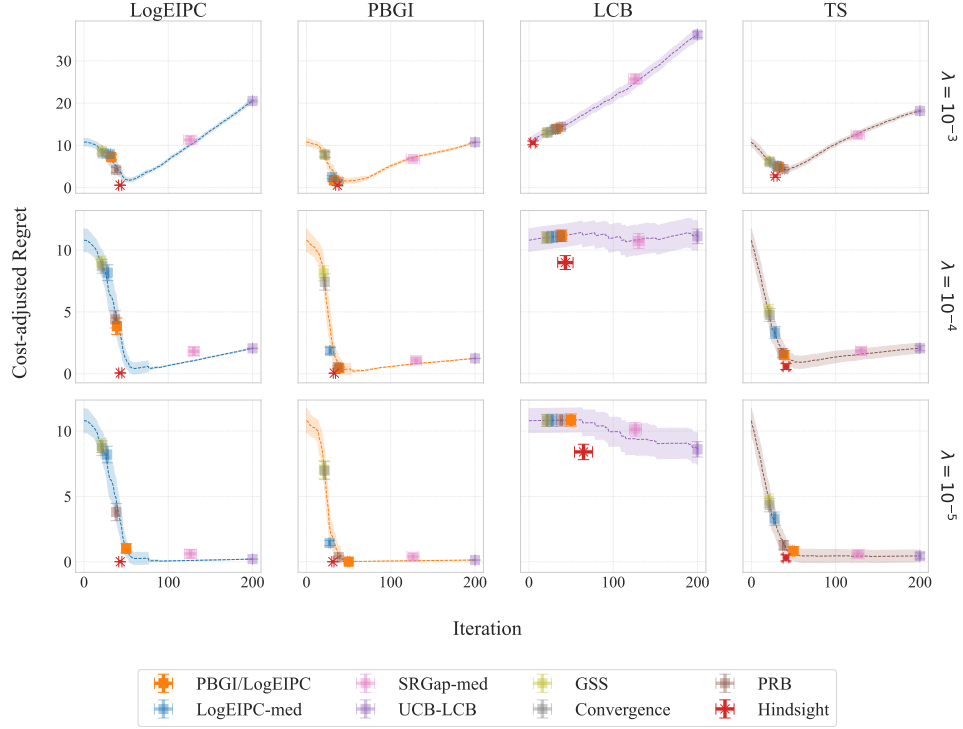 LogEIPC PBGI LCB TS
30
20
10
0
λ = 10⁻³
Cost-adjusted Regret
10
5
0
λ = 10⁻⁴
10
5
0
λ = 10⁻⁵
0 100 200 0 100 200 0 100 200 0 100 200
Iteration
PBGI/LogEIPC SRGap-med GSS PRB
LogEIPC-med UCB-LCB Convergence Hindsight